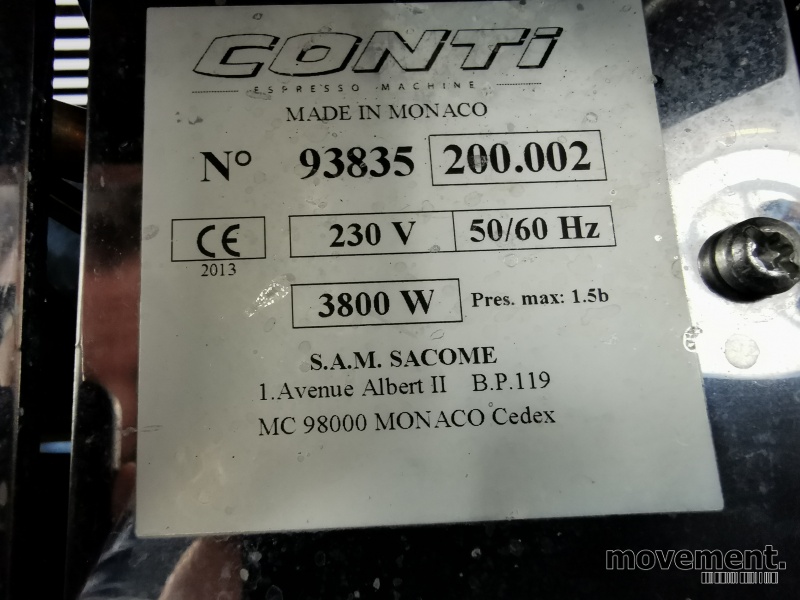 CONTi
ESPRESSO MACHINE
MADE IN MONACO
N° 93835 200.002
CE 230 V 50/60 Hz
2013
3800 W Pres. max: 1.5b
S.A.M. SACOME
1.Avenue Albert II B.P.119
MC 98000 MONACO Cedex
movement.